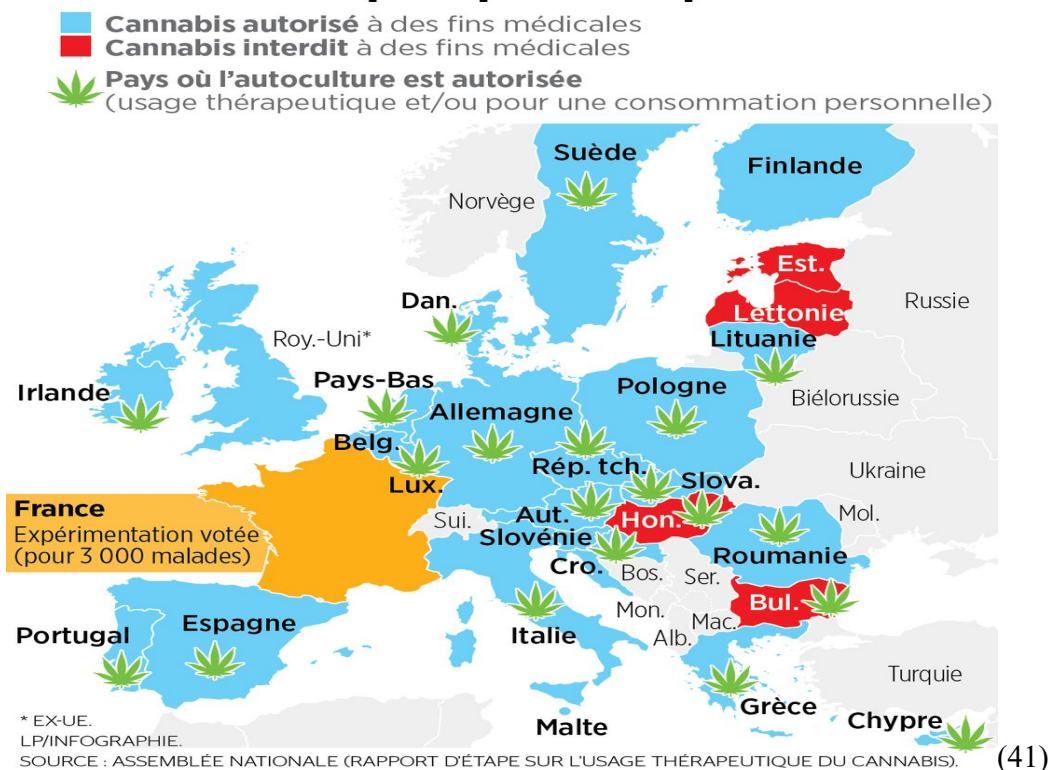 Cannabis autorisé à des fins médicales
Cannabis interdit à des fins médicales
Pays où l'autoculture est autorisée
(usage thérapeutique et/ou pour une consommation personnelle)
Suède
Finlande
Norvège
Est.
Russie
Dan.
Lettonie
Roy.-Uni*
Lituanie
Irlande
Pays-Bas
Pologne
Biélorussie
Allemagne
Belg.
Rép. tch.
Ukraine
Lux.
Slova.
France
Expérimentation votée
(pour 3 000 malades)
Sui.
Aut.
Hon.
Mol.
Slovénie
Roumanie
Cro.
Bos.
Ser.
Bul.
Mon.
Mac.
Alb.
Portugal
Espagne
Italie
Turquie
Grèce
Chypre
Malte
* EX-UE.
LP/INFOGRAPHIE.
SOURCE : ASSEMBLÉE NATIONALE (RAPPORT D'ÉTAPE SUR L'USAGE THÉRAPEUTIQUE DU CANNABIS).
(41)